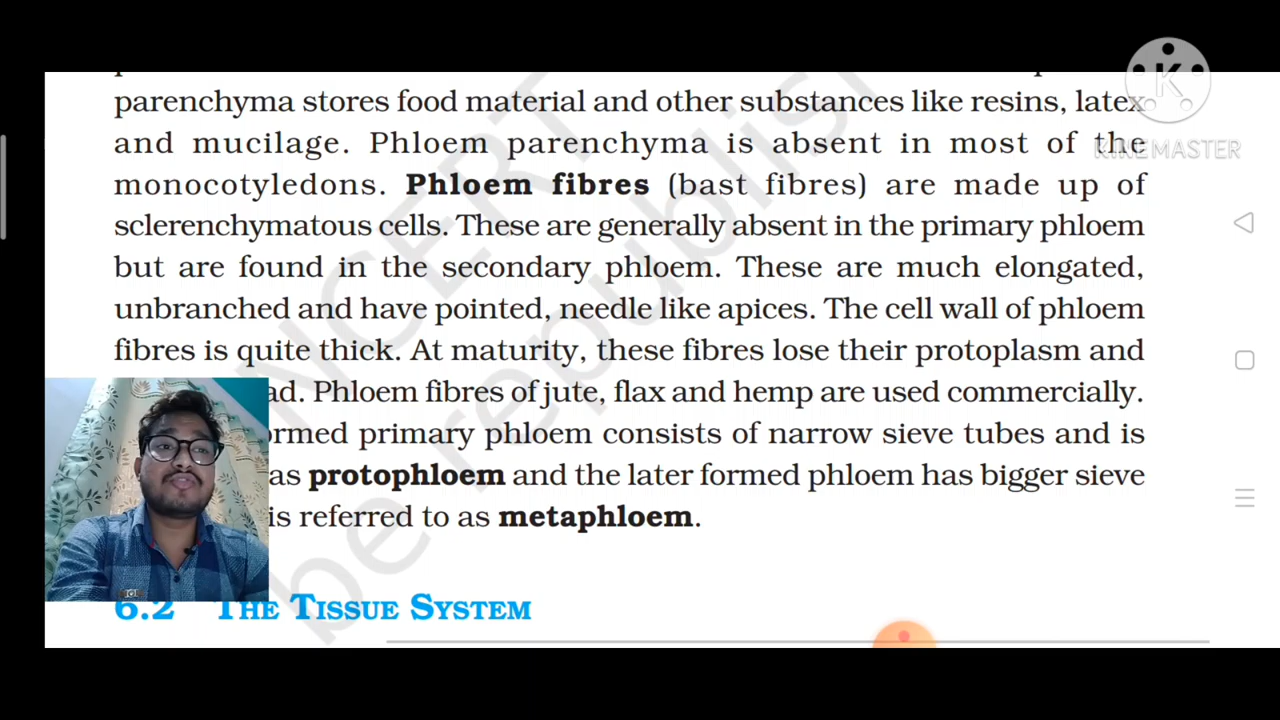 parenchyma stores food material and other substances like resins, latex
and mucilage. Phloem parenchyma is absent in most of the
monocotyledons. Phloem fibres (bast fibres) are made up of
sclerenchymatous cells. These are generally absent in the primary phloem
but are found in the secondary phloem. These are much elongated,
unbranched and have pointed, needle like apices. The cell wall of phloem
fibres is quite thick. At maturity, these fibres lose their protoplasm and
ad. Phloem fibres of jute, flax and hemp are used commercially.
ormed primary phloem consists of narrow sieve tubes and is
as protophloem and the later formed phloem has bigger sieve
is referred to as metaphloem.
6.2 THE TISSUE SYSTEM
NCERT
be republis
K
KINEMASTER